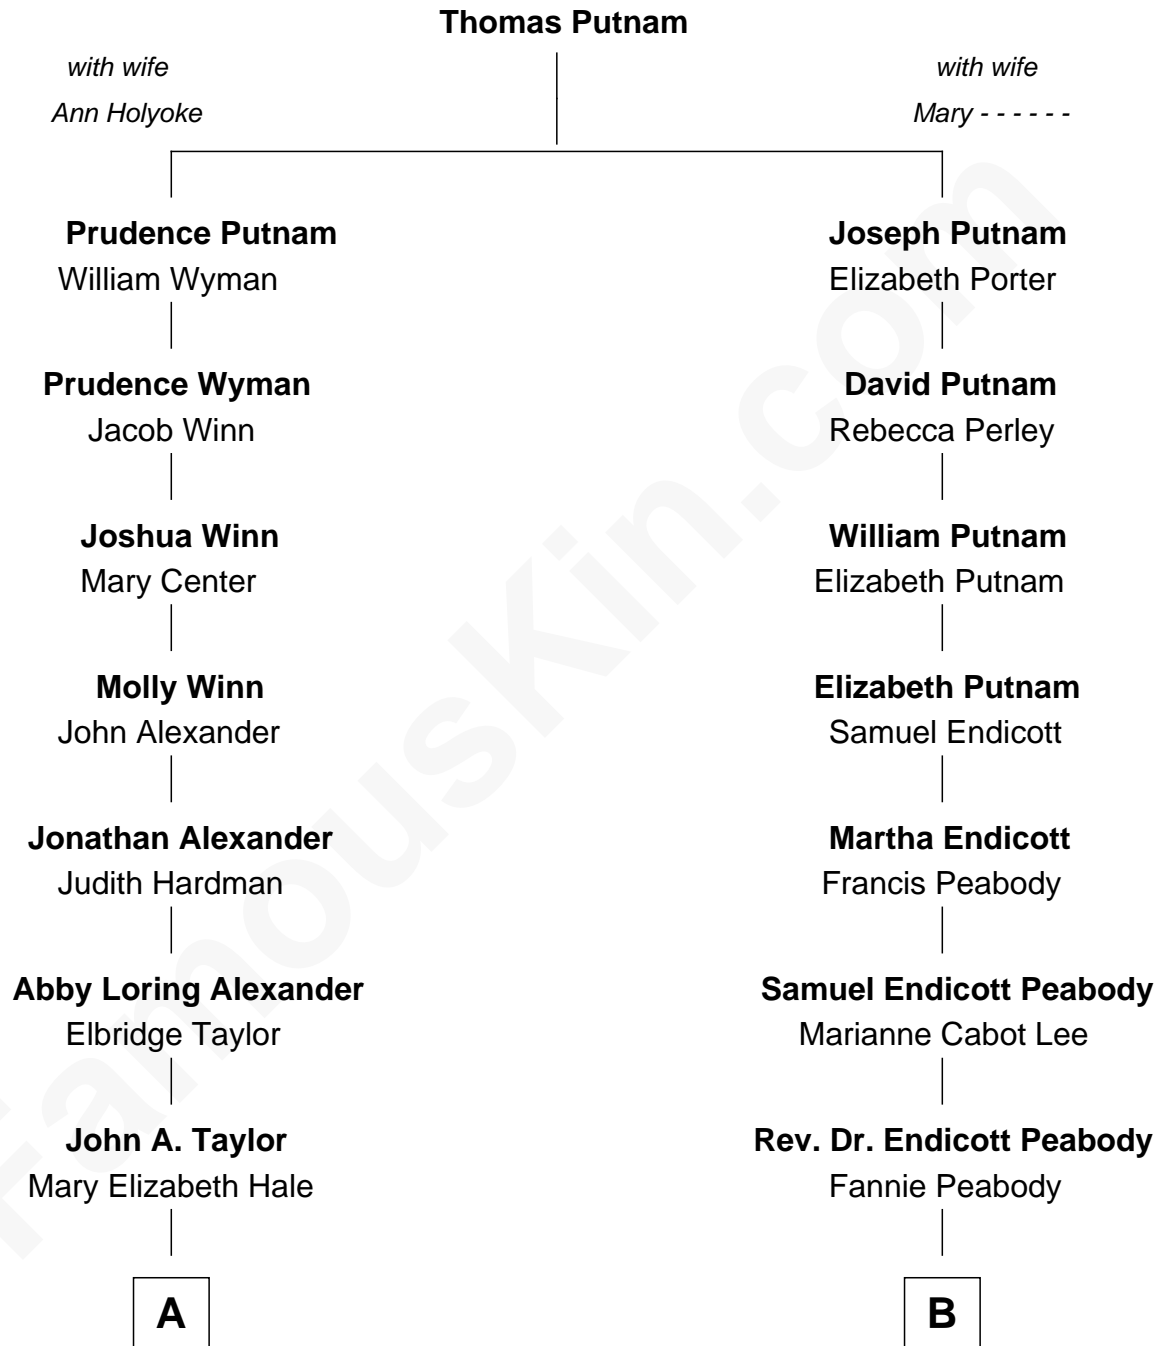 Thomas Putnam
with wife
Ann Holyoke
with wife
Mary - - - - - -
Prudence Putnam
William Wyman
Joseph Putnam
Elizabeth Porter
Prudence Wyman
Jacob Winn
David Putnam
Rebecca Perley
Joshua Winn
Mary Center
William Putnam
Elizabeth Putnam
Molly Winn
John Alexander
Elizabeth Putnam
Samuel Endicott
Jonathan Alexander
Judith Hardman
Martha Endicott
Francis Peabody
Abby Loring Alexander
Elbridge Taylor
Samuel Endicott Peabody
Marianne Cabot Lee
John A. Taylor
Mary Elizabeth Hale
Rev. Dr. Endicott Peabody
Fannie Peabody
A
B
FamousKin.com